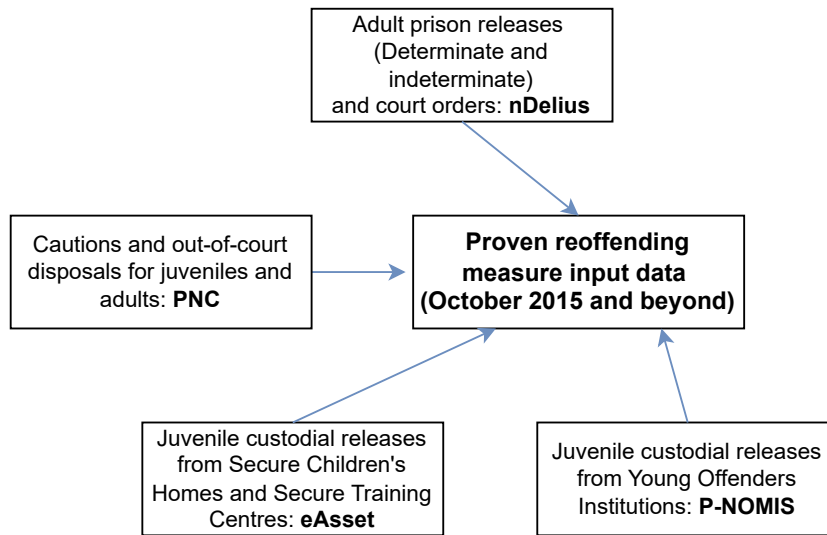 Adult prison releases
(Determinate and
indeterminate)
and court orders: nDelius
Cautions and out-of-court
disposals for juveniles and
adults: PNC
Proven reoffending
measure input data
(October 2015 and beyond)
Juvenile custodial releases
from Secure Children's
Homes and Secure Training
Centres: eAsset
Juvenile custodial releases
from Young Offenders
Institutions: P-NOMIS